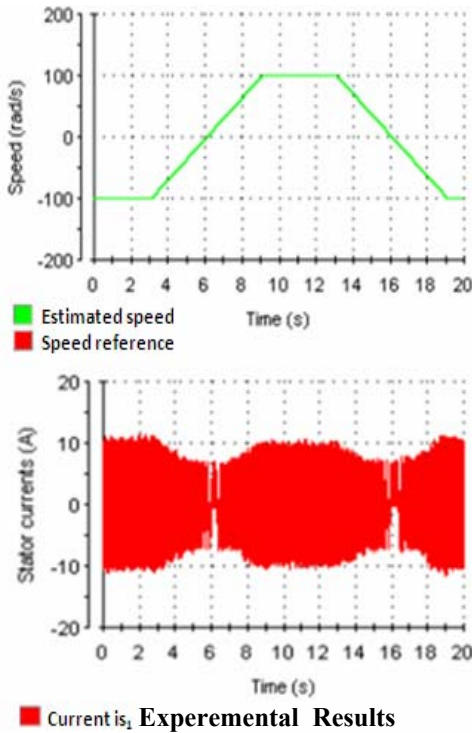 200
100
0
-100
-200
Speed (rad/s)
0 2 4 6 8 10 12 14 16 18 20
Time (s)
Estimated speed
Speed reference
20
10
0
-10
-20
Stator currents (A)
0 2 4 6 8 10 12 14 16 18 20
Time (s)
Current is₁ Experemental Results